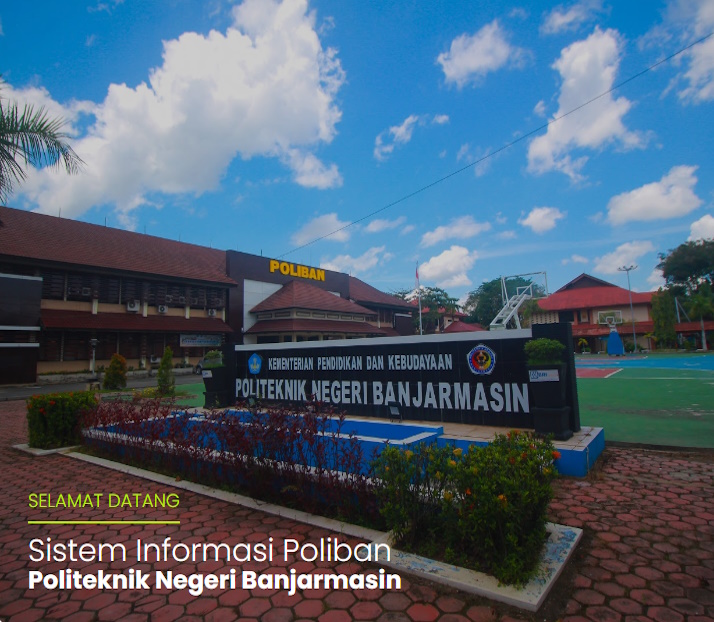 POLIBAN
KEMENTERIAN PENDIDIKAN DAN KEBUDAYAAN
POLITEKNIK NEGERI BANJARMASIN
SELAMAT DATANG
Sistem Informasi Poliban
Politeknik Negeri Banjarmasin